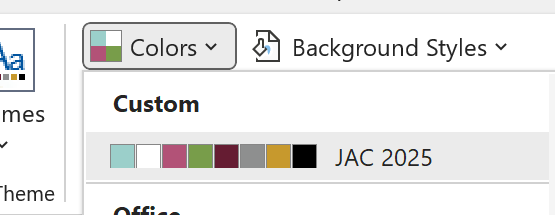 Aa
Colors
Background Styles
mes
Theme
Custom
JAC 2025
Office